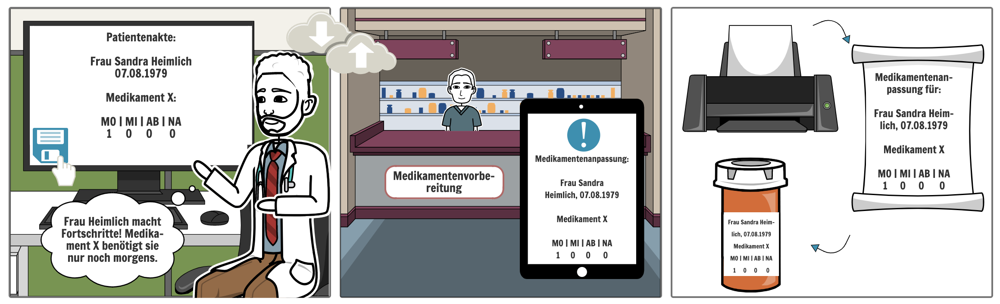 Patientenakte:
Frau Sandra Heimlich
07.08.1979
Medikament X:
MO | MI | AB | NA
1 0 0 0
Frau Heimlich macht
Fortschritte! Medika-
ment X benötigt sie
nur noch morgens.
Medikamentenvorbe-
reitung
!
Medikamentenanpassung:
Frau Sandra
Heimlich, 07.08.1979
Medikament X
MO | MI | AB | NA
1 0 0 0
Medikamentenan-
passung für:
Frau Sandra Heim-
lich, 07.08.1979
Medikament X
MO | MI | AB | NA
1 0 0 0
Frau Sandra Heim-
lich, 07.08.1979
Medikament X
MO | MI | AB | NA
1 0 0 0